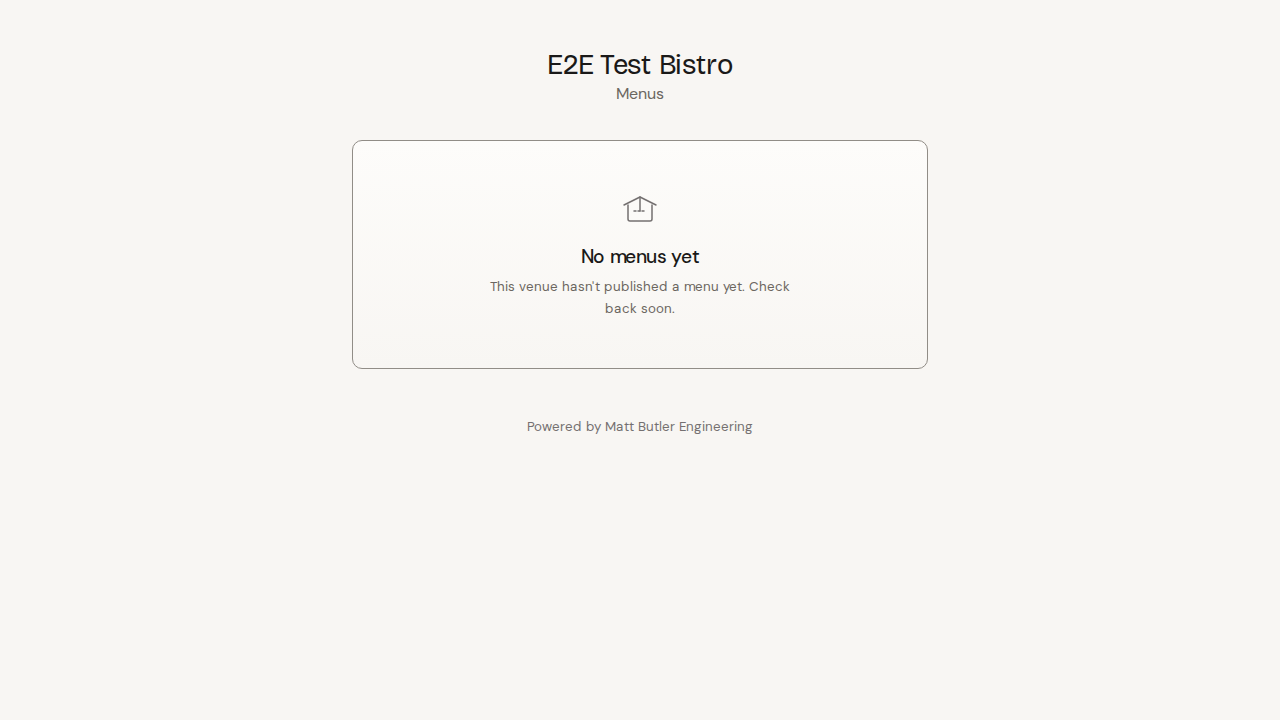 E2E Test Bistro
Menus
No menus yet
This venue hasn't published a menu yet. Check
back soon.
Powered by Matt Butler Engineering